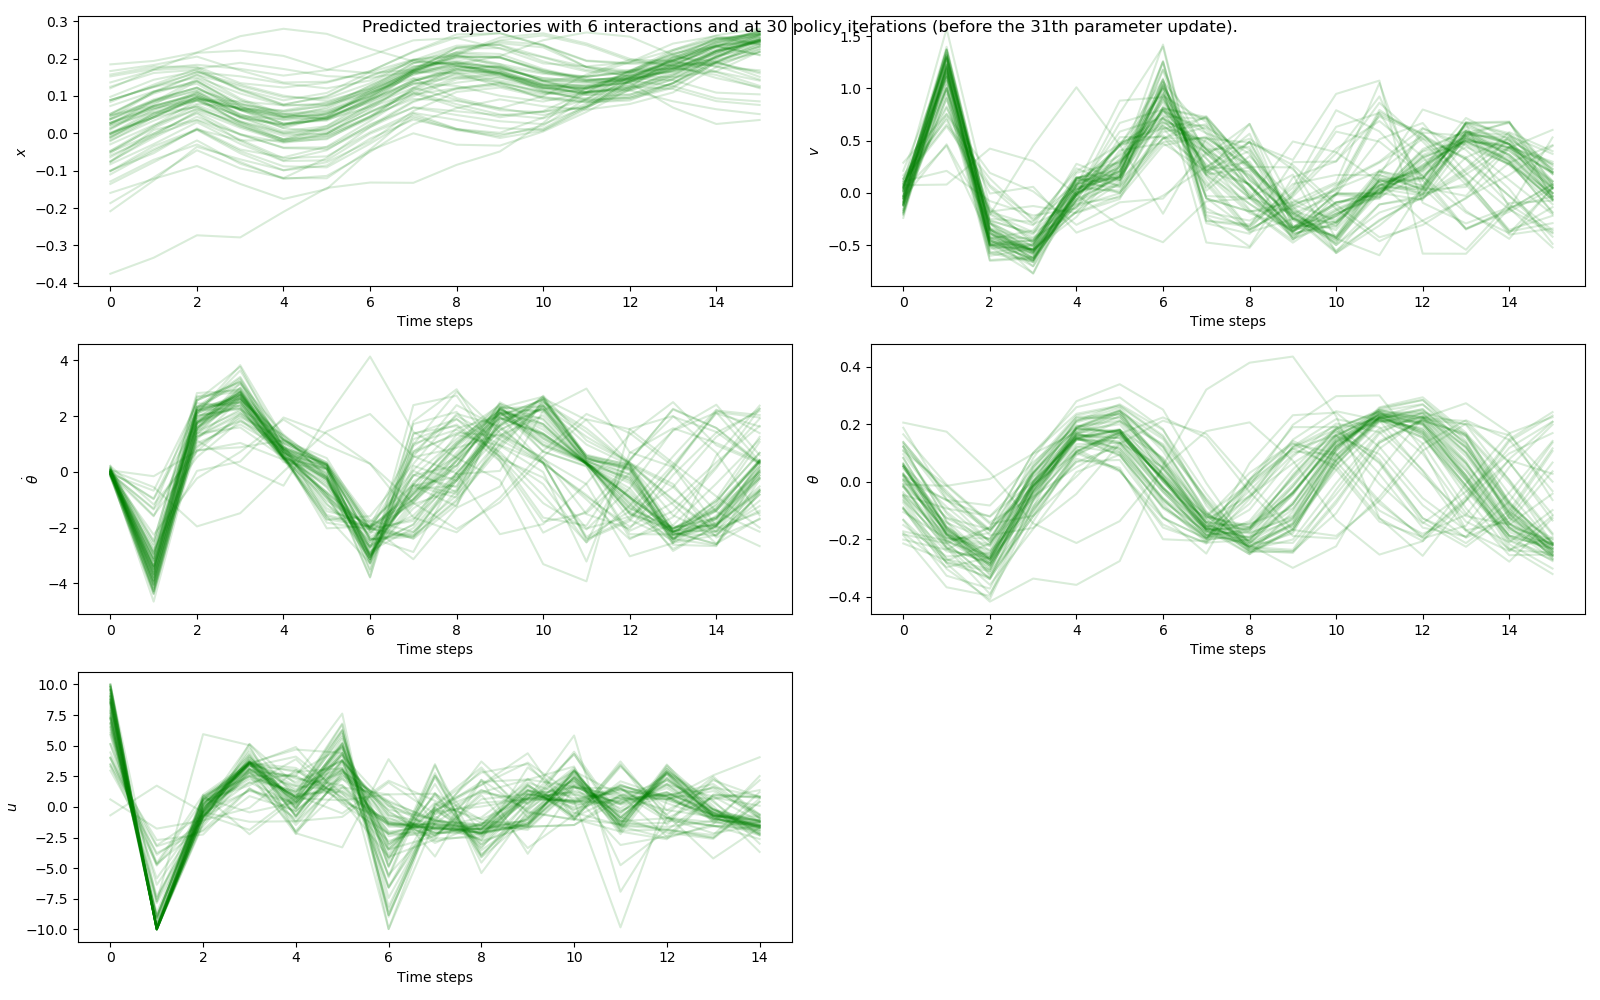 Predicted trajectories with 6 interactions and at 30 policy iterations (before the 31th parameter update).
0.3
0.2
0.1
0.0
−0.1
−0.2
−0.3
−0.4
x
0 2 4 6 8 10 12 14
Time steps
1.5
1.0
0.5
0.0
−0.5
v
0 2 4 6 8 10 12 14
Time steps
4
2
0
−2
−4
θ̇
0 2 4 6 8 10 12 14
Time steps
0.4
0.2
0.0
−0.2
−0.4
θ
0 2 4 6 8 10 12 14
Time steps
10.0
7.5
5.0
2.5
0.0
−2.5
−5.0
−7.5
−10.0
u
0 2 4 6 8 10 12 14
Time steps